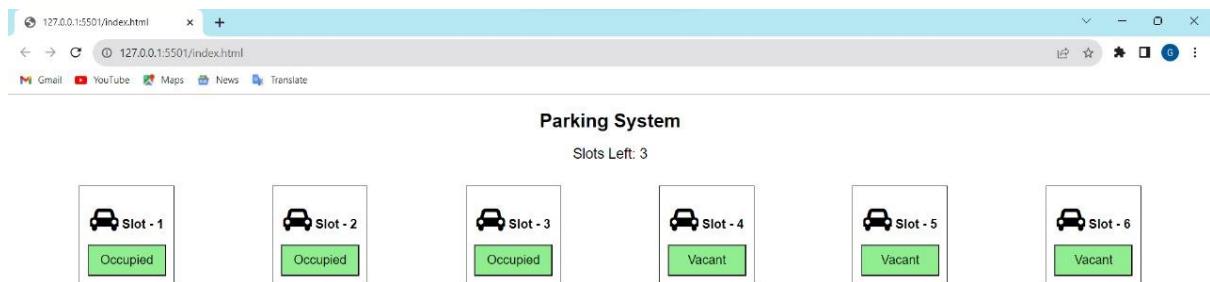 127.0.0.1:5501/index.html
127.0.0.1:5501/index.html
G
Gmail YouTube Maps News Translate
Parking System
Slots Left: 3
Slot - 1 Slot - 2 Slot - 3 Slot - 4 Slot - 5 Slot - 6
Occupied Occupied Occupied Vacant Vacant Vacant